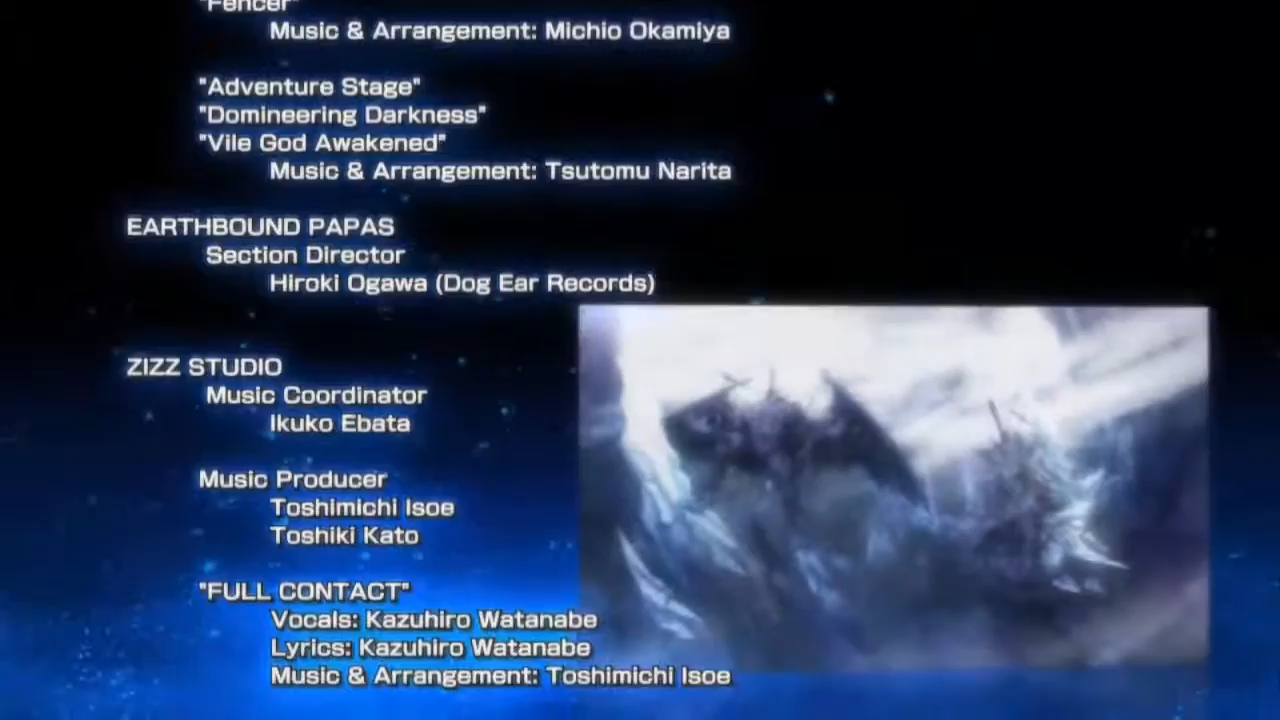 "Fencer"
Music & Arrangement: Michio Okamiya
"Adventure Stage"
"Domineering Darkness"
"Vile God Awakened"
Music & Arrangement: Tsutomu Narita
EARTHBOUND PAPAS
Section Director
Hiroki Ogawa (Dog Ear Records)
ZIZZ STUDIO
Music Coordinator
Ikuko Ebata
Music Producer
Toshimichi Isoe
Toshiki Kato
"FULL CONTACT"
Vocals: Kazuhiro Watanabe
Lyrics: Kazuhiro Watanabe
Music & Arrangement: Toshimichi Isoe